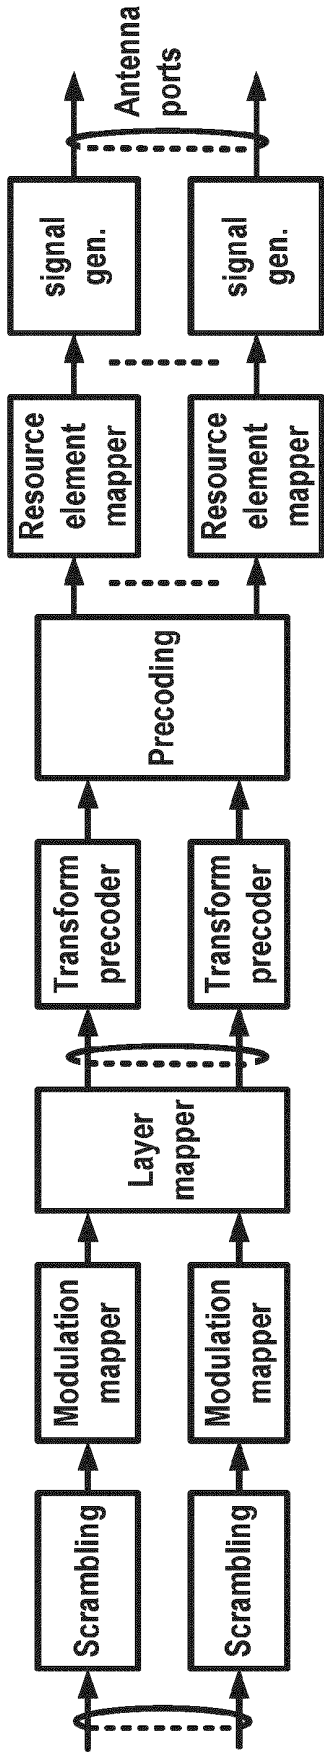 Scrambling
Scrambling
Modulation
mapper
Modulation
mapper
Layer
mapper
Transform
precoder
Transform
precoder
Precoding
Resource
element
mapper
Resource
element
mapper
signal
gen.
signal
gen.
Antenna
ports